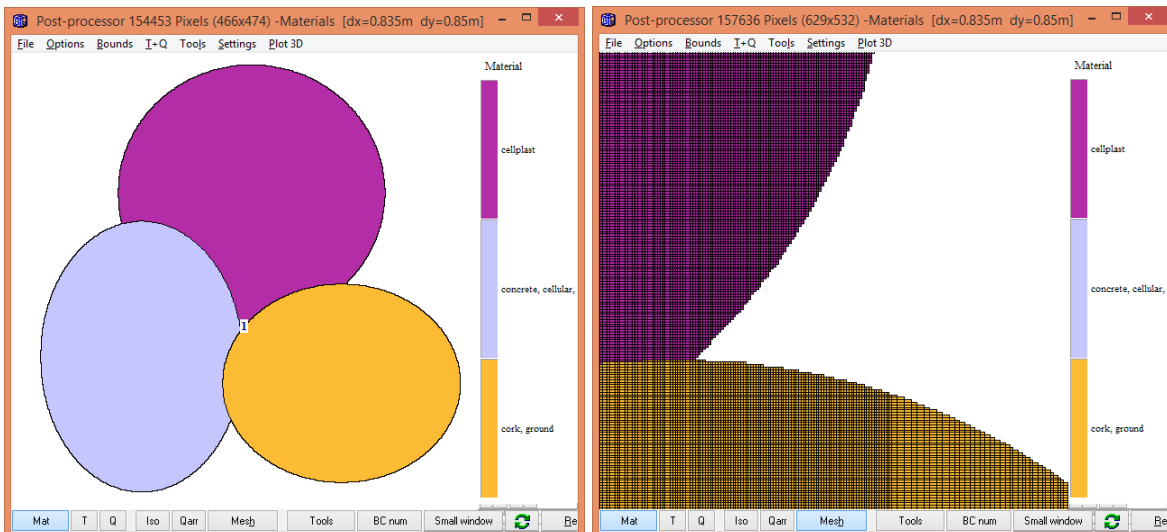 Post-processor 154453 Pixels (466x474) -Materials [dx=0.835m dy=0.85m]
File Options Bounds T+Q Tools Settings Plot 3D
Material
cellplast
concrete, cellular,
cork, ground
1
Mat T Q Iso Qarr Mesh Tools BC num Small window Be
Post-processor 157636 Pixels (629x532) -Materials [dx=0.835m dy=0.85m]
File Options Bounds T+Q Tools Settings Plot 3D
Material
cellplast
concrete, cellular,
cork, ground
Mat T Q Iso Qarr Mesh Tools BC num Small window Be